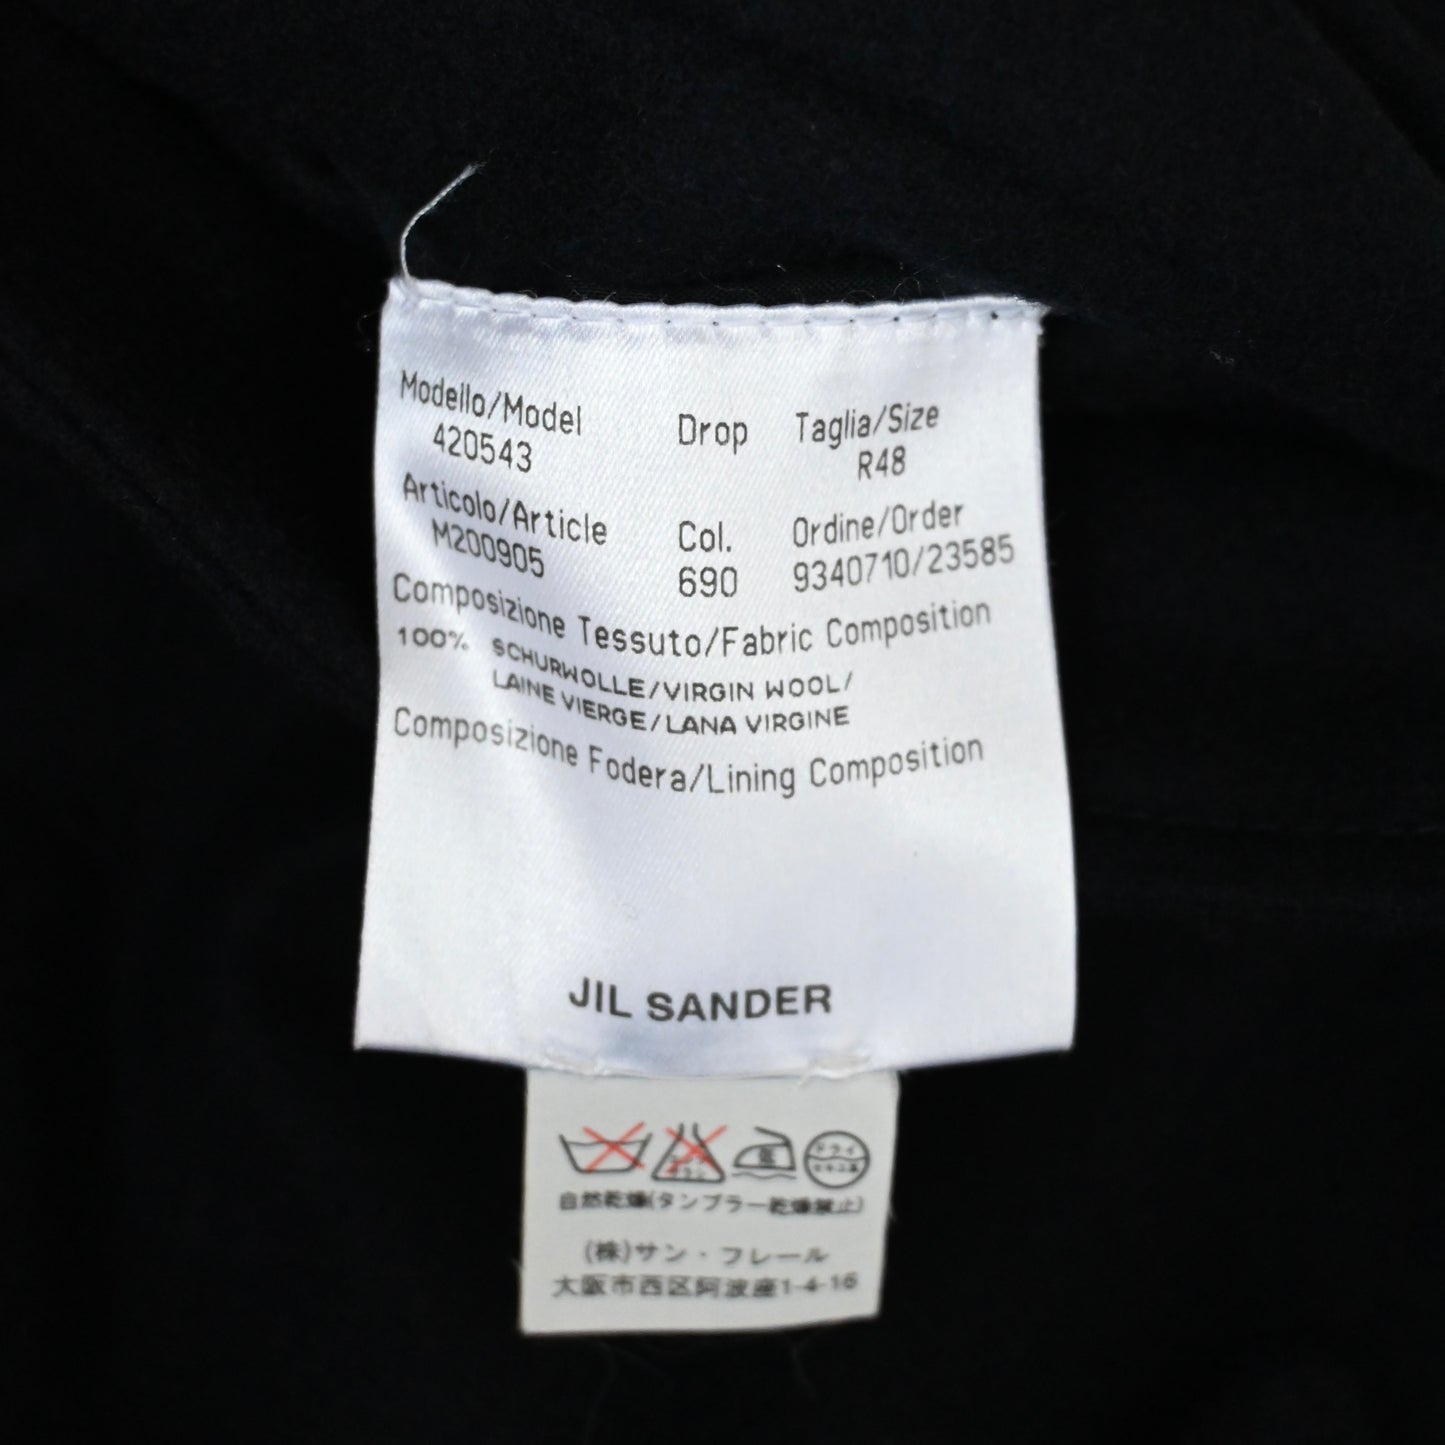 Modello/Model Drop Taglia/Size
420543 R48
Articolo/Article Col. Ordine/Order
M200905 690 9340710/23585
Composizione Tessuto/Fabric Composition
100% SCHURWOLLE/VIRGIN WOOL/
LAINE VIERGE/LANA VIRGINE
Composizione Fodera/Lining Composition
JIL SANDER
ドライ
自然乾燥(タンブラー乾燥禁止)
(株)サン・フレール
大阪市西区阿波座1-4-16